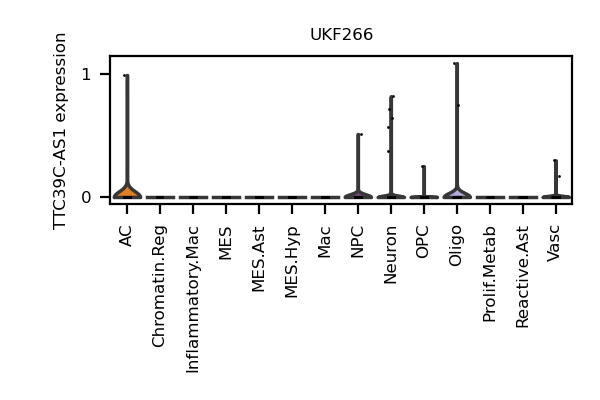 UKF266
TTC39C-AS1 expression
1
0
AC
Chromatin.Reg
Inflammatory.Mac
MES
MES.Ast
MES.Hyp
Mac
NPC
Neuron
OPC
Oligo
Prolif.Metab
Reactive.Ast
Vasc